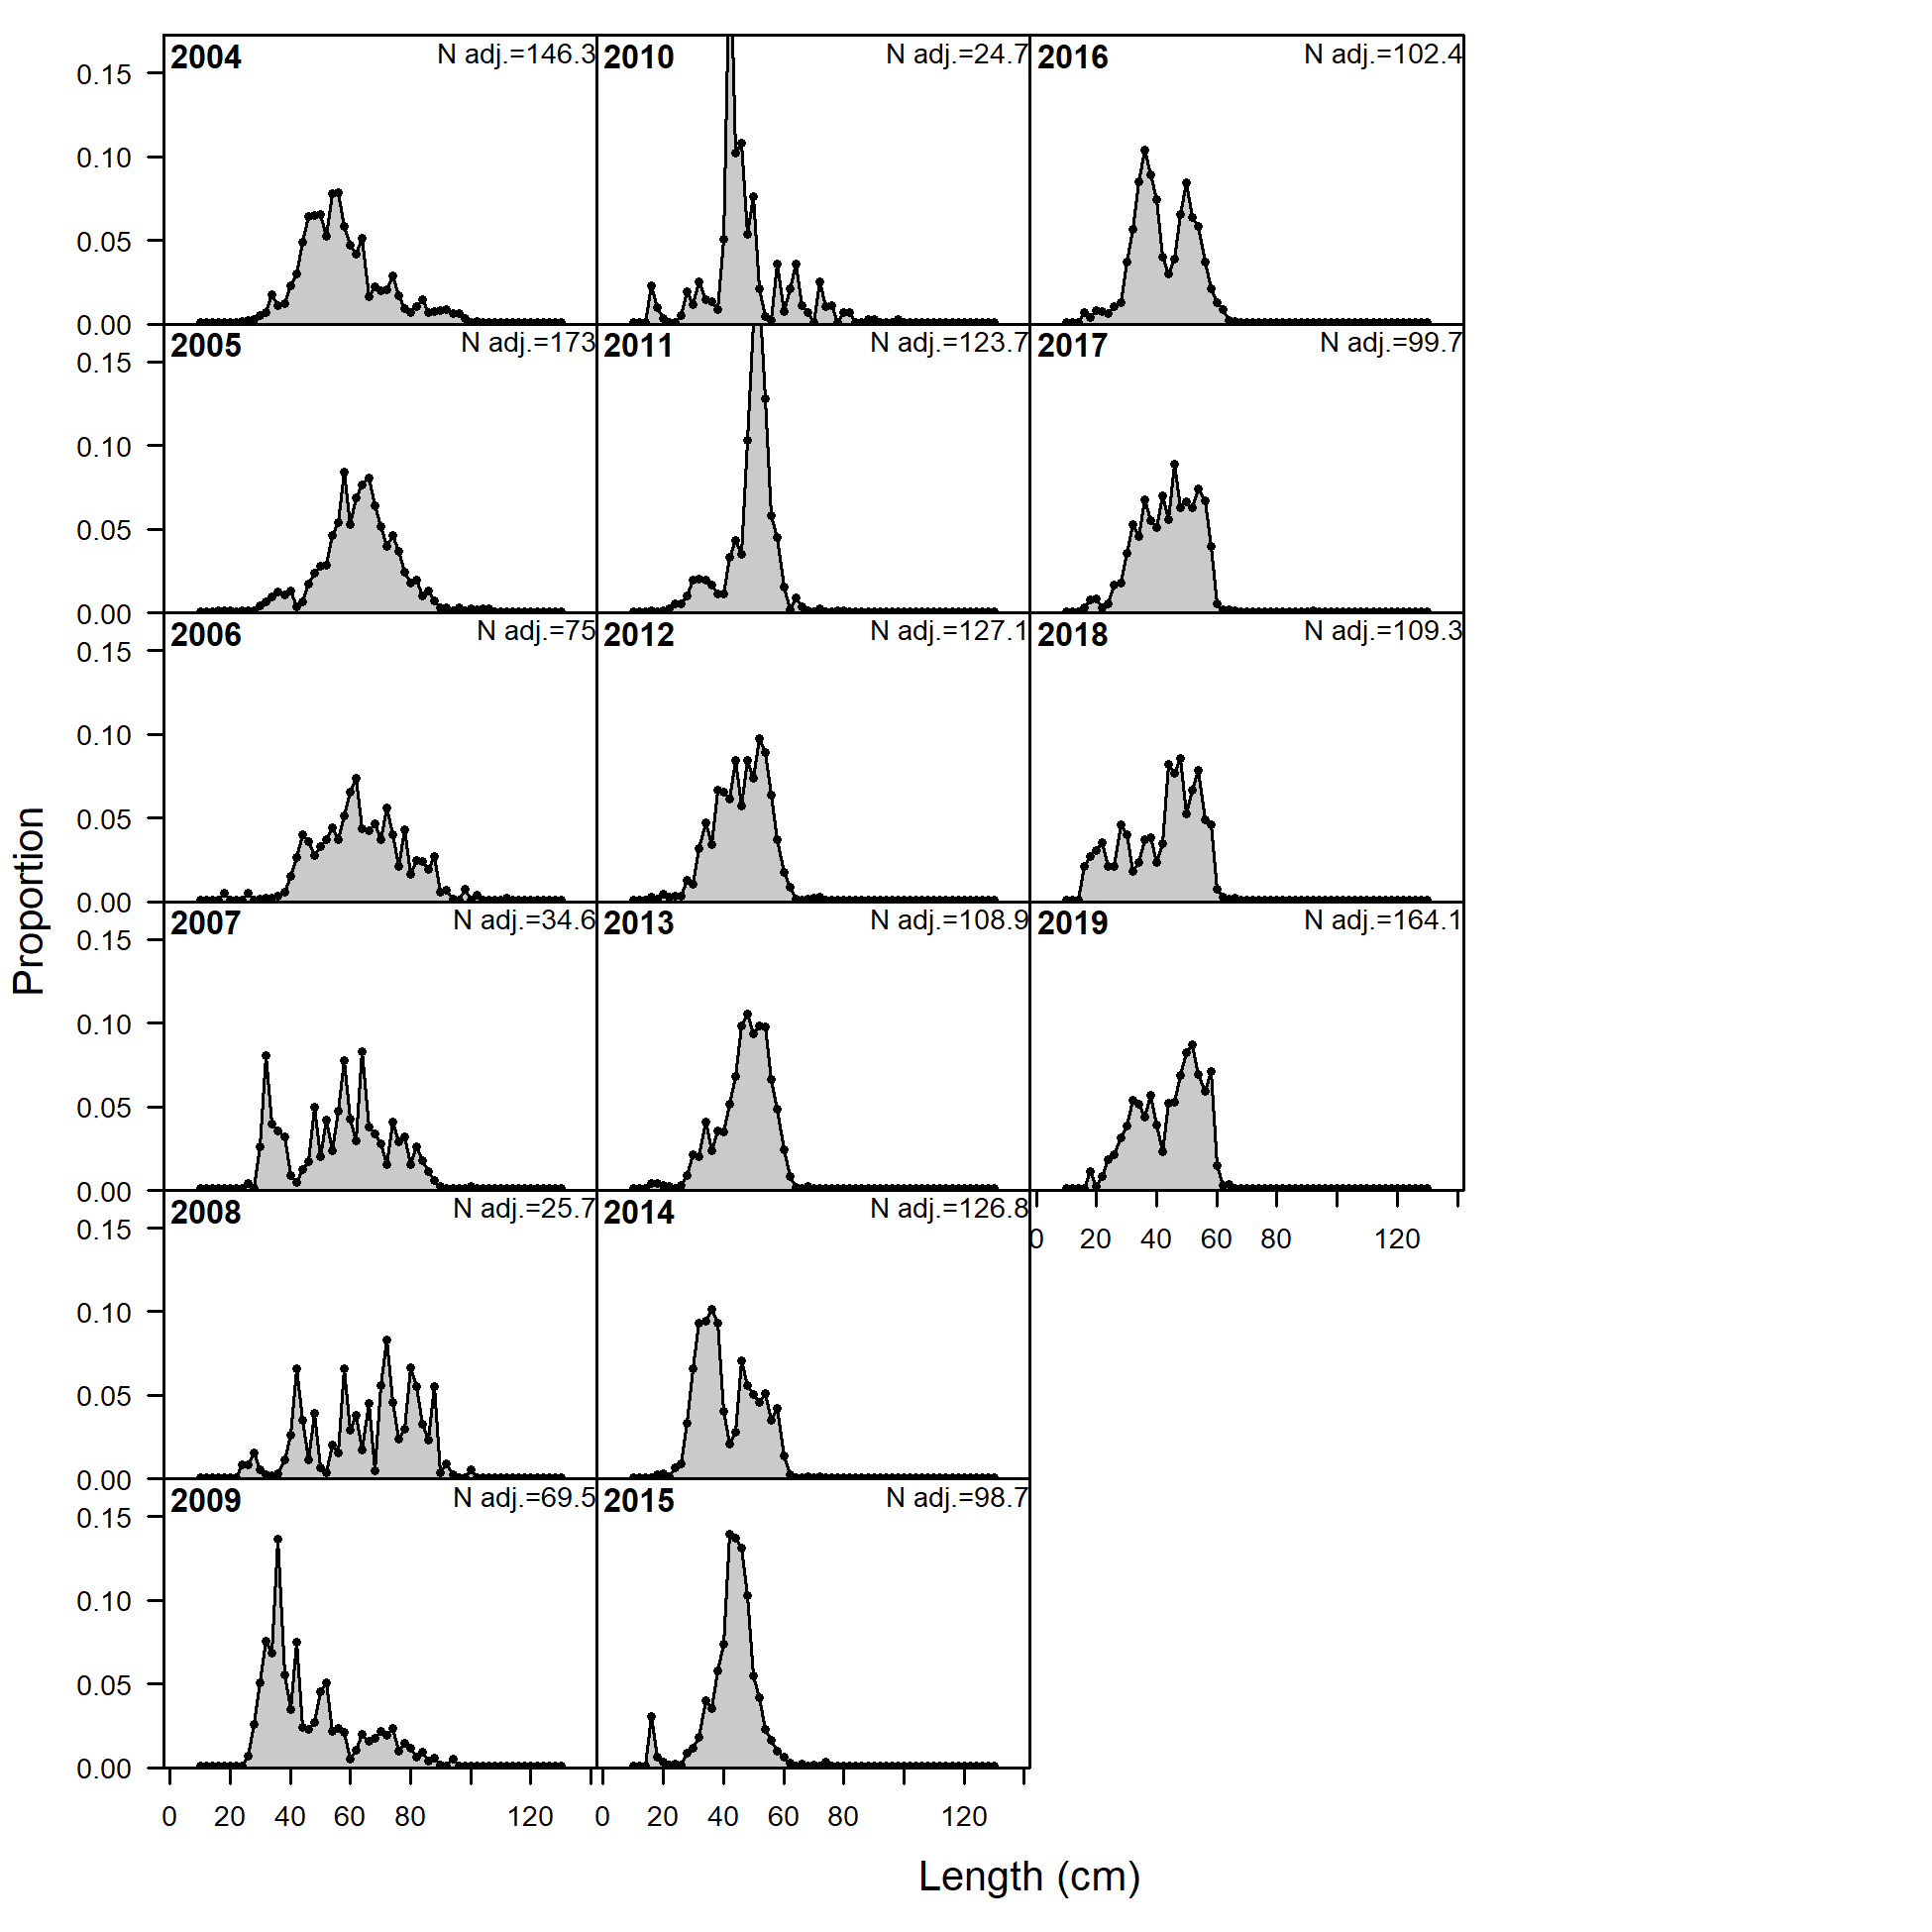 2004 N adj.=146.3 2010 N adj.=24.7 2016 N adj.=102.4
0.15
0.10
0.05
0.00
2005 N adj.=173 2011 N adj.=123.7 2017 N adj.=99.7
0.15
0.10
0.05
0.00
2006 N adj.=75 2012 N adj.=127.1 2018 N adj.=109.3
0.15
0.10
0.05
0.00
2007 N adj.=34.6 2013 N adj.=108.9 2019 N adj.=164.1
0.15
0.10
0.05
0.00
2008 N adj.=25.7 2014 N adj.=126.8
0.15
0 20 40 60 80 120
0.10
0.05
0.00
2009 N adj.=69.5 2015 N adj.=98.7
0.15
0.10
0.05
0.00
0 20 40 60 80 120 0 20 40 60 80 120
Length (cm)
Proportion